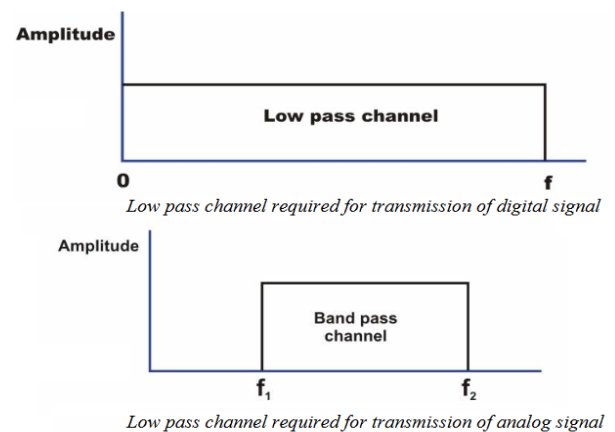 Amplitude
Low pass channel
0
f
Low pass channel required for transmission of digital signal
Amplitude
Band pass
channel
f₁
f₂
Low pass channel required for transmission of analog signal